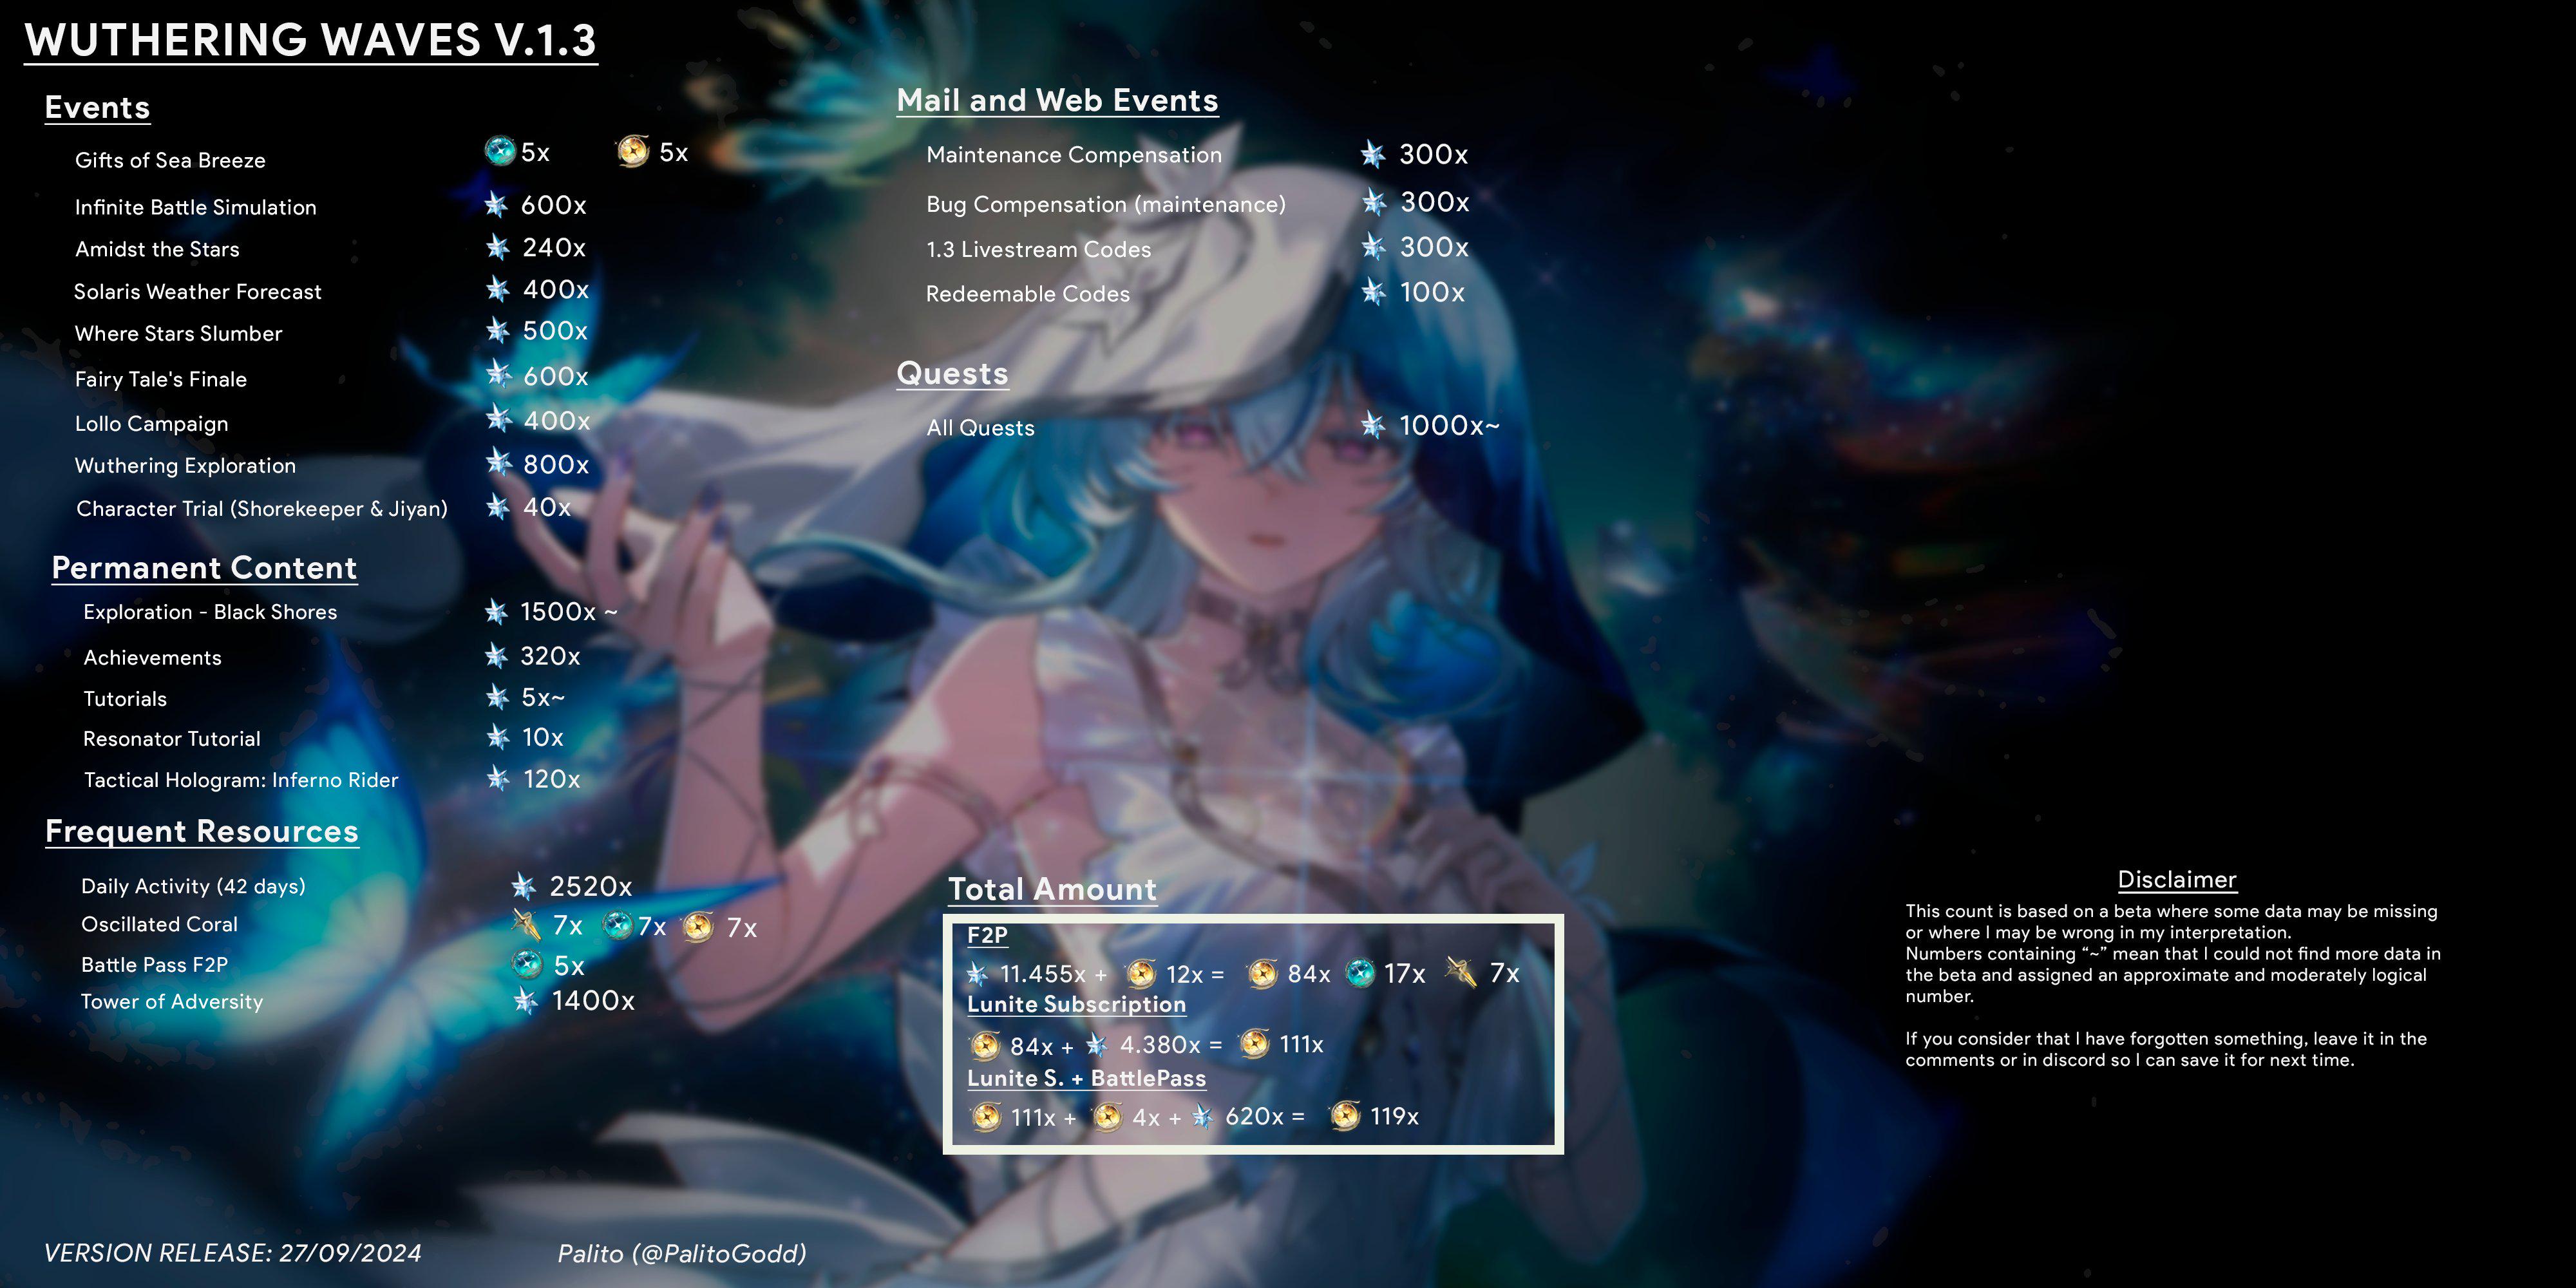 WUTHERING WAVES V.1.3
Events
Gifts of Sea Breeze 5x 5x
Infinite Battle Simulation 600x
Amidst the Stars 240x
Solaris Weather Forecast 400x
Where Stars Slumber 500x
Fairy Tale's Finale 600x
Lollo Campaign 400x
Wuthering Exploration 800x
Character Trial (Shorekeeper & Jiyan) 40x
Permanent Content
Exploration - Black Shores 1500x ~
Achievements 320x
Tutorials 5x~
Resonator Tutorial 10x
Tactical Hologram: Inferno Rider 120x
Frequent Resources
Daily Activity (42 days) 2520x
Oscillated Coral 7x 7x 7x
Battle Pass F2P 5x
Tower of Adversity 1400x
Mail and Web Events
Maintenance Compensation 300x
Bug Compensation (maintenance) 300x
1.3 Livestream Codes 300x
Redeemable Codes 100x
Quests
All Quests 1000x~
Total Amount
F2P
11.455x + 12x = 84x 17x 7x
Lunite Subscription
84x + 4.380x = 111x
Lunite S. + BattlePass
111x + 4x + 620x = 119x
Disclaimer
This count is based on a beta where some data may be missing
or where I may be wrong in my interpretation.
Numbers containing “~” mean that I could not find more data in
the beta and assigned an approximate and moderately logical
number.
If you consider that I have forgotten something, leave it in the
comments or in discord so I can save it for next time.
VERSION RELEASE: 27/09/2024
Palito (@PalitoGodd)